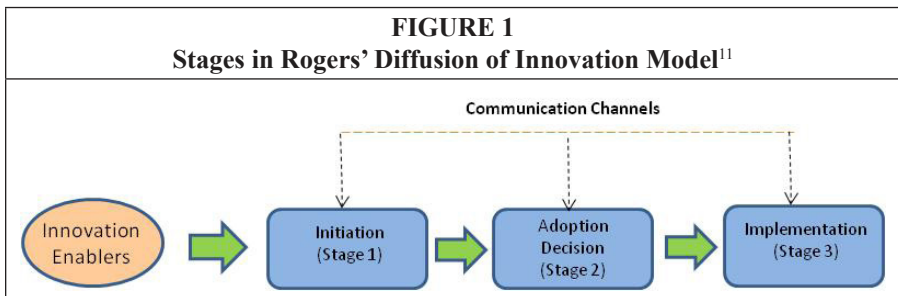 FIGURE 1
Stages in Rogers’ Diffusion of Innovation Model11
Communication Channels
Innovation
Enablers
Initiation
(Stage 1)
Adoption
Decision
(Stage 2)
Implementation
(Stage 3)